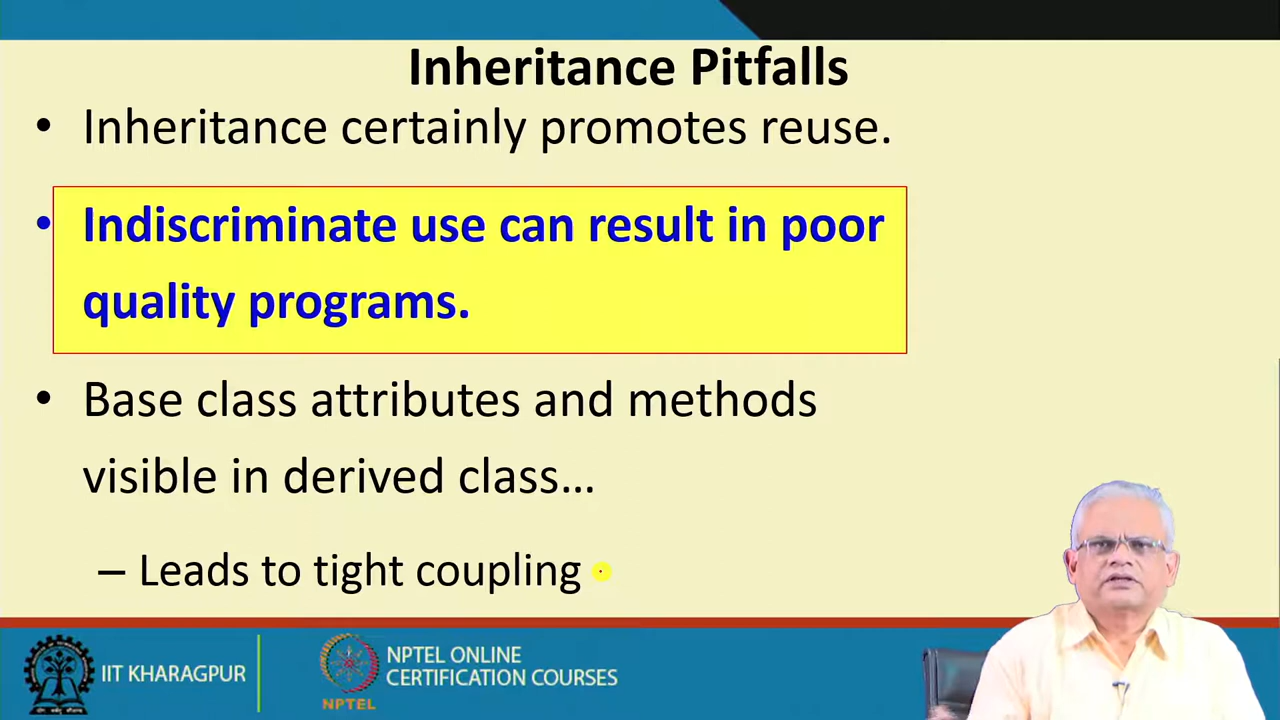 Inheritance Pitfalls
• Inheritance certainly promotes reuse.
• Indiscriminate use can result in poor
quality programs.
• Base class attributes and methods
visible in derived class…
– Leads to tight coupling
IIT KHARAGPUR
NPTEL
NPTEL ONLINE
CERTIFICATION COURSES